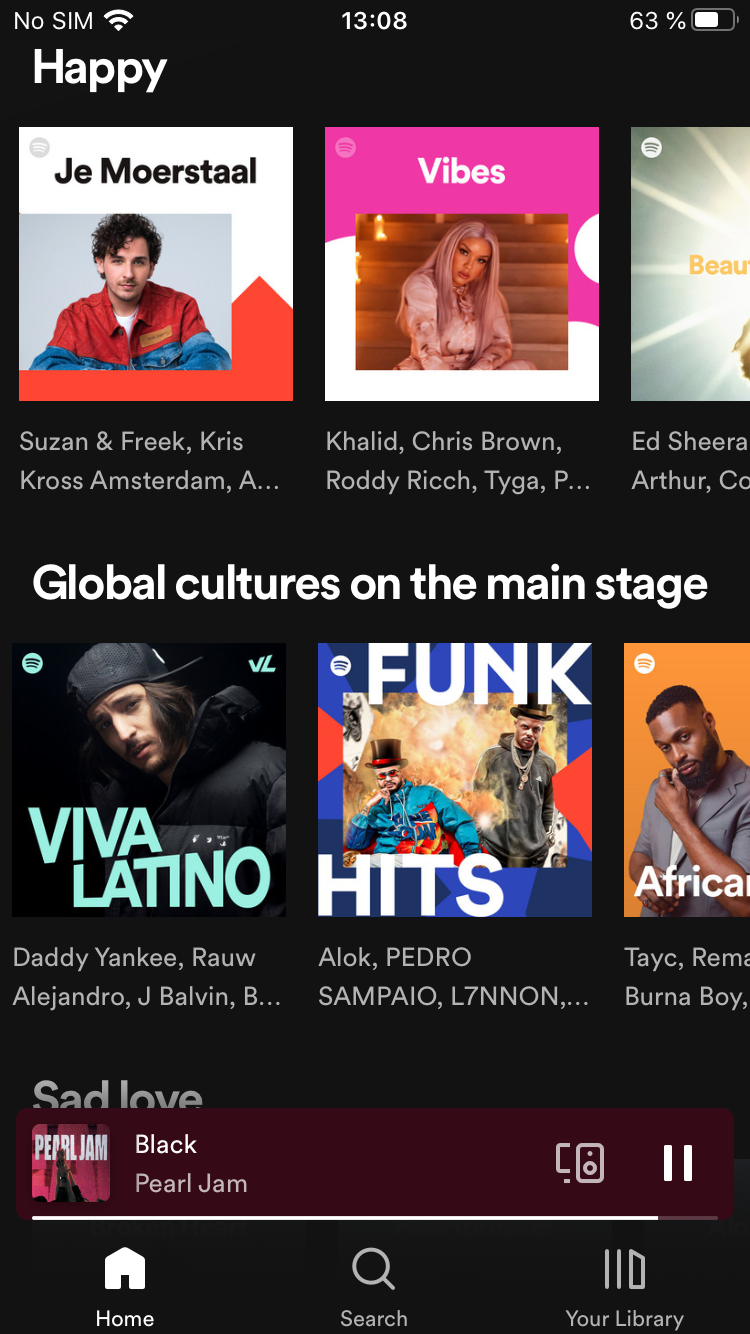 No SIM 13:08 63 %
Happy
Je Moerstaal
Vibes
Beau
Suzan & Freek, Kris
Kross Amsterdam, A...
Khalid, Chris Brown,
Roddy Ricch, Tyga, P...
Ed Sheera
Arthur, Co
Global cultures on the main stage
VL
VIVA
LATINO
FUNK
HITS
Africa
Daddy Yankee, Rauw
Alejandro, J Balvin, B...
Alok, PEDRO
SAMPAIO, L7NNON,...
Tayc, Rema
Burna Boy,
Sad love
PEARL JAM
Black
Pearl Jam
Home
Search
Your Library